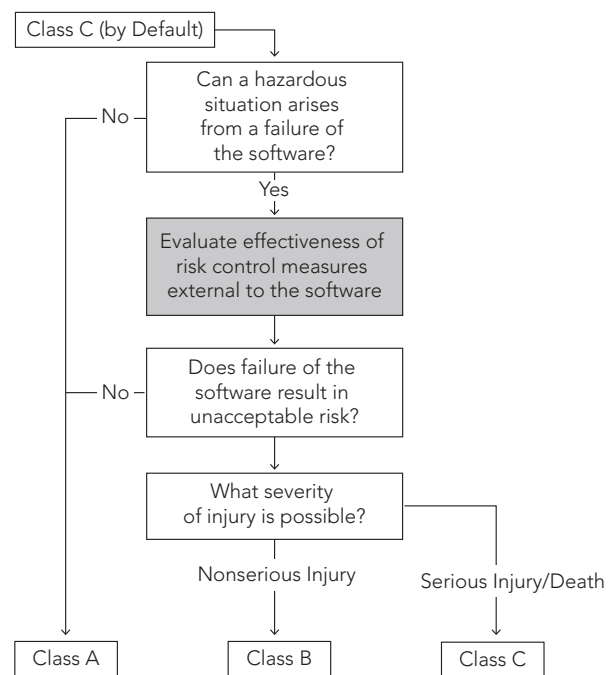 Class C (by Default)
Can a hazardous
situation arises
from a failure of
the software?
No
Yes
Evaluate effectiveness of
risk control measures
external to the software
Does failure of the
software result in
unacceptable risk?
No
What severity
of injury is possible?
Nonserious Injury
Serious Injury/Death
Class A
Class B
Class C